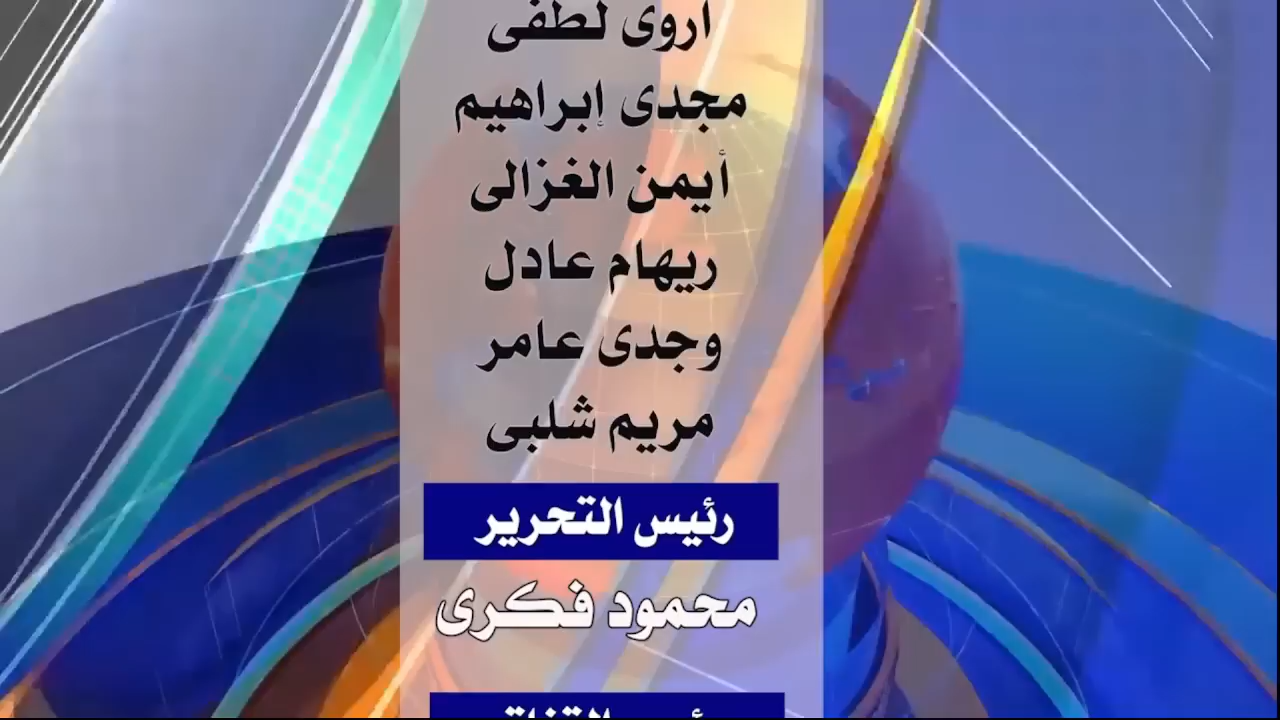 اروى لطفى
مجدى إبراهيم
أيمن الغزالى
ريهام عادل
وجدى عامر
مريم شلبى
رئيس التحرير
محمود فكرى